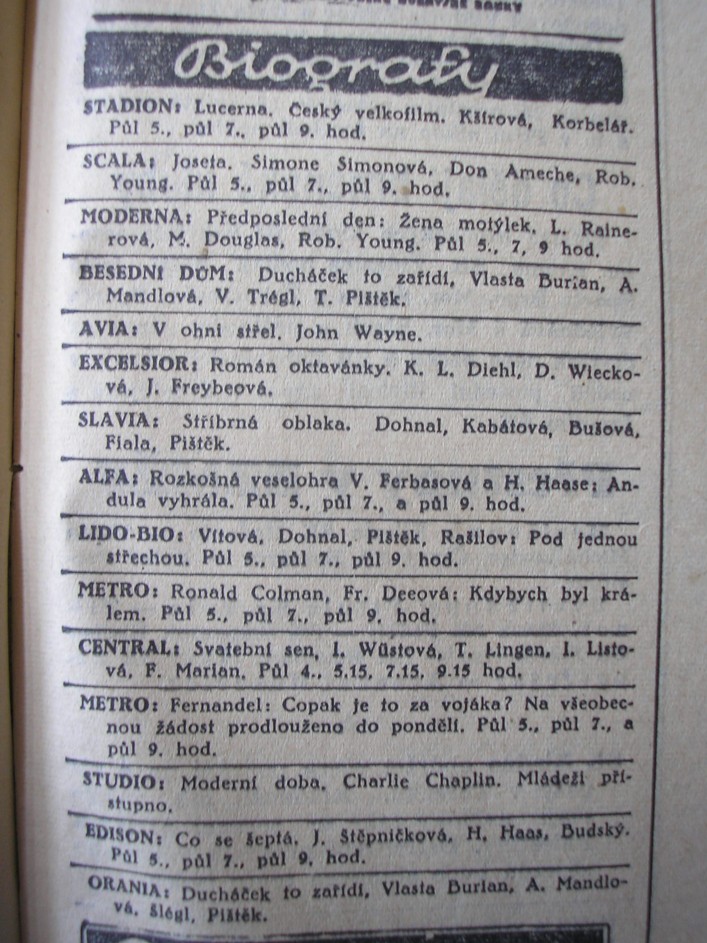 Biografy
STADION: Lucerna. Český velkofilm. Kšírová, Korbelář.
Půl 5., půl 7., půl 9. hod.
SCALA: Joseta. Simone Simonová, Don Ameche, Rob.
Young. Půl 5., půl 7., půl 9. hod.
MODERNA: Předposlední den: Žena motýlek. L. Raine-
rová, M. Douglas, Rob. Young. Půl 5., 7, 9 hod.
BESEDNÍ DŮM: Ducháček to zařídí, Vlasta Burian, A.
Mandlová, V. Trégl, T. Pištěk.
AVIA: V ohni střel. John Wayne.
EXCELSIOR: Román oktavánky. K. L. Diehl, D. Wiecko-
vá, J. Freybeová.
SLAVIA: Stříbrná oblaka. Dohnal, Kabátová, Bušová,
Fiala, Pištěk.
ALFA: Rozkošná veselohra V. Ferbasová a H. Haase: An-
dula vyhrála. Půl 5., půl 7., a půl 9. hod.
LIDO-BIO: Vítová, Dohnal, Pištěk, Rašilov: Pod jednou
střechou. Půl 5., půl 7., půl 9. hod.
METRO: Ronald Colman, Fr. Deeová: Kdybych byl krá-
lem. Půl 5., půl 7., půl 9. hod.
CENTRAL: Svatební sen, I. Wüstová, T. Lingen, I. Listo-
vá, F. Marian. Půl 4., 5.15, 7.15, 9.15 hod.
METRO: Fernandel: Copak je to za vojáka? Na všeobec-
nou žádost prodlouženo do pondělí. Půl 5., půl 7., a
půl 9. hod.
STUDIO: Moderní doba. Charlie Chaplin. Mládeži pří-
stupno.
EDISON: Co se šeptá. J. Štěpničková, H. Haas, Budský.
Půl 5., půl 7., půl 9. hod.
ORANIA: Ducháček to zařídí, Vlasta Burian, A. Mandlo-
vá. Šlégl, Pištěk.